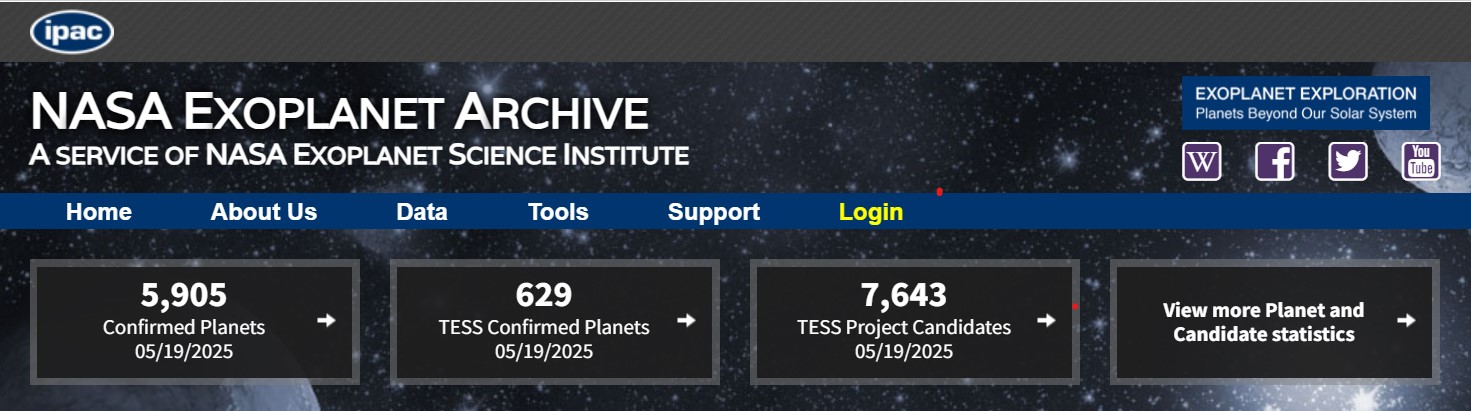 ipac
NASA EXOPLANET ARCHIVE
A SERVICE OF NASA EXOPLANET SCIENCE INSTITUTE
EXOPLANET EXPLORATION
Planets Beyond Our Solar System
W f You Tube
Home About Us Data Tools Support Login
5,905
Confirmed Planets
05/19/2025
629
TESS Confirmed Planets
05/19/2025
7,643
TESS Project Candidates
05/19/2025
View more Planet and
Candidate statistics